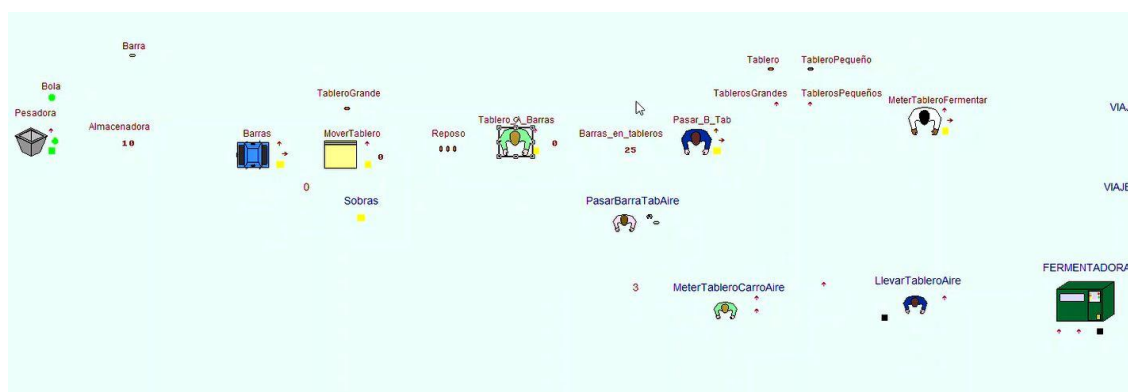 Barra
Tablero TableroPequeño
Bola
TableroGrande
TablerosGrandes TablerosPequeños
MeterTableroFermentar
VIAJ
Pesadora
Almacenadora
10
Barras
MoverTablero
0
Reposo
000
Tablero_A_Barras
0
Barras_en_tableros
25
Pasar_B_Tab
0
VIAJE
Sobras
PasarBarraTabAire
FERMENTADORA
3
MeterTableroCarroAire
LlevarTableroAire